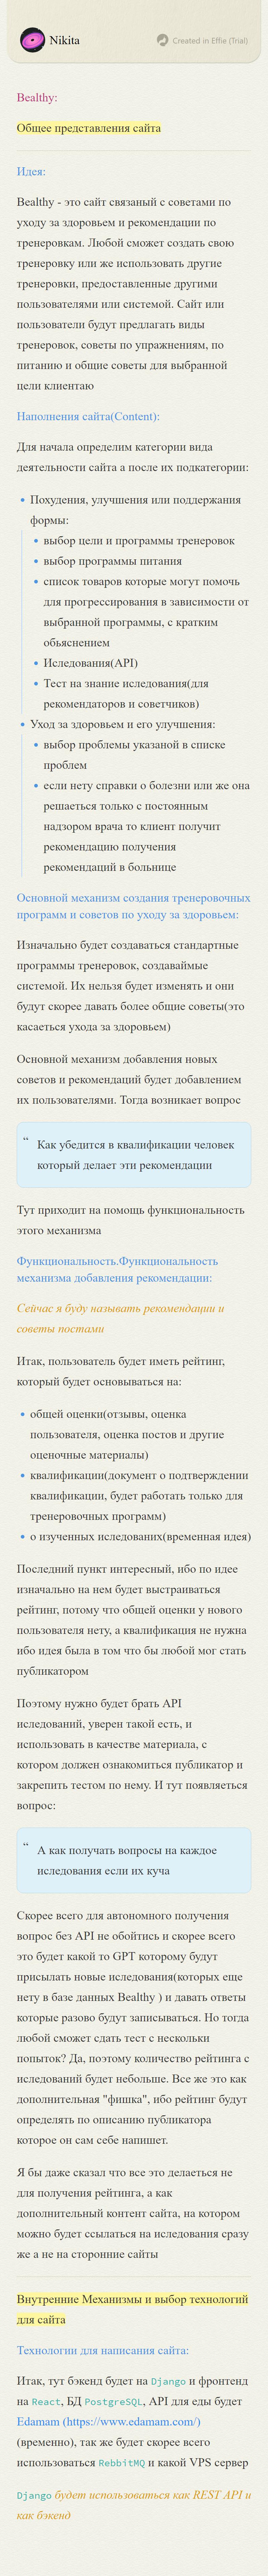 Nikita
Created in Effie (Trial)
Bealthy:
Общее представления сайта
Идея:
Bealthy - это сайт связаный с советами по
уходу за здоровьем и рекомендации по
тренеровкам. Любой сможет создать свою
тренеровку или же использовать другие
тренеровки, предоставленные другими
пользователями или системой. Сайт или
пользователи будут предлагать виды
тренеровок, советы по упражнениям, по
питанию и общие советы для выбранной
цели клиентаю
Наполнения сайта(Content):
Для начала определим категории вида
деятельности сайта а после их подкатегории:
Похудения, улучшения или поддержания
формы:
выбор цели и программы тренеровок
выбор программы питания
список товаров которые могут помочь
для прогрессирования в зависимости от
выбранной программы, с кратким
обьяснением
Иследования(API)
Тест на знание иследования(для
рекомендаторов и советчиков)
Уход за здоровьем и его улучшения:
выбор проблемы указаной в списке
проблем
если нету справки о болезни или же она
решаеться только с постоянным
надзором врача то клиент получит
рекомендацию получения
рекомендаций в больнице
Основной механизм создания тренеровочных
программ и советов по уходу за здоровьем:
Изначально будет создаваться стандартные
программы тренеровок, создаваймые
системой. Их нельзя будет изменять и они
будут скорее давать более общие советы(это
касаеться ухода за здоровьем)
Основной механизм добавления новых
советов и рекомендаций будет добавлением
их пользователями. Тогда возникает вопрос
“ Как убедится в квалификации человек
который делает эти рекомендации
Тут приходит на помощь функциональность
этого механизма
Функциональность.Функциональность
механизма добавления рекомендации:
Сейчас я буду называть рекомендации и
советы постами
Итак, пользователь будет иметь рейтинг,
который будет основываться на:
общей оценки(отзывы, оценка
пользователя, оценка постов и другие
оценочные материалы)
квалификации(документ о подтверждении
квалификации, будет работать только для
тренеровочных программ)
о изученных иследованих(временная идея)
Последний пункт интересный, ибо по идее
изначально на нем будет выстраиваться
рейтинг, потому что общей оценки у нового
пользователя нету, а квалификация не нужна
ибо идея была в том что бы любой мог стать
публикатором
Поэтому нужно будет брать API
иследований, уверен такой есть, и
использовать в качестве материала, с
котором должен ознакомиться публикатор и
закрепить тестом по нему. И тут появляеться
вопрос:
“ А как получать вопросы на каждое
иследования если их куча
Скорее всего для автономного получения
вопрос без API не обойтись и скорее всего
это будет какой то GPT которому будут
присылать новые иследования(которых еще
нету в базе данных Bealthy ) и давать ответы
которые разово будут записываться. Но тогда
любой сможет сдать тест с нескольки
попыток? Да, поэтому количество рейтинга с
иследований будет небольше. Все же это как
дополнительная "фишка", ибо рейтинг будут
определять по описанию публикатора
которое он сам себе напишет.
Я бы даже сказал что все это делаеться не
для получения рейтинга, а как
дополнительный контент сайта, на котором
можно будет ссылаться на иследования сразу
же а не на сторонние сайты
Внутренние Механизмы и выбор технологий
для сайта
Технологии для написания сайта:
Итак, тут бэкенд будет на Django и фронтенд
на React, БД PostgreSQL, API для еды будет
Edamam (https://www.edamam.com/)
(временно), так же будет скорее всего
использоваться RebbitMQ и какой VPS сервер
Django будет использоваться как REST API и
как бэкенд